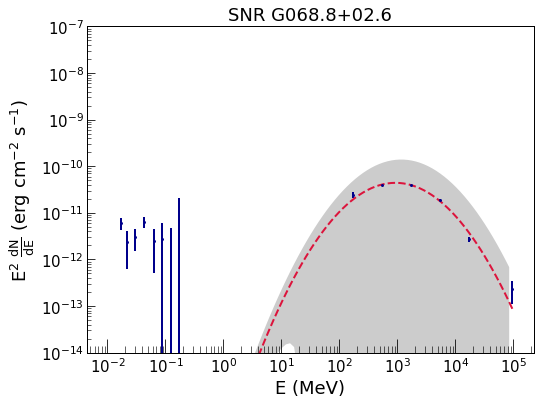 SNR G068.8+02.6
E² dN/dE (erg cm⁻² s⁻¹)
10⁻⁷
10⁻⁸
10⁻⁹
10⁻¹⁰
10⁻¹¹
10⁻¹²
10⁻¹³
10⁻¹⁴
10⁻² 10⁻¹ 10⁰ 10¹ 10² 10³ 10⁴ 10⁵
E (MeV)